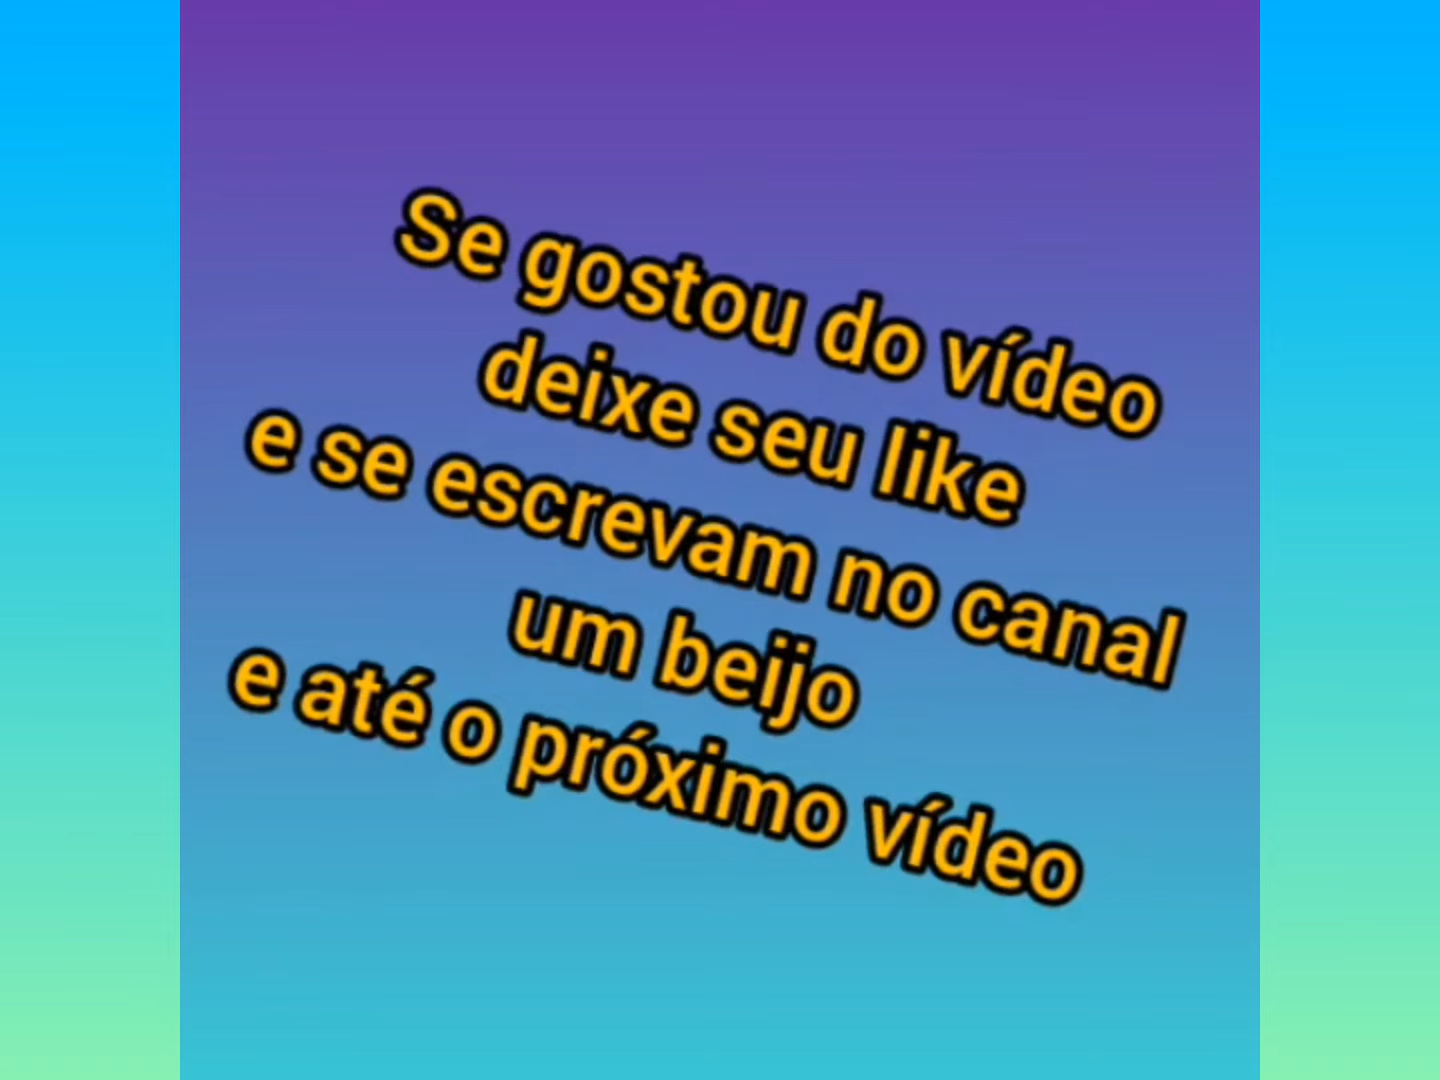 Se gostou do vídeo
deixe seu like
e se escrevam no canal
um beijo
e até o próximo vídeo